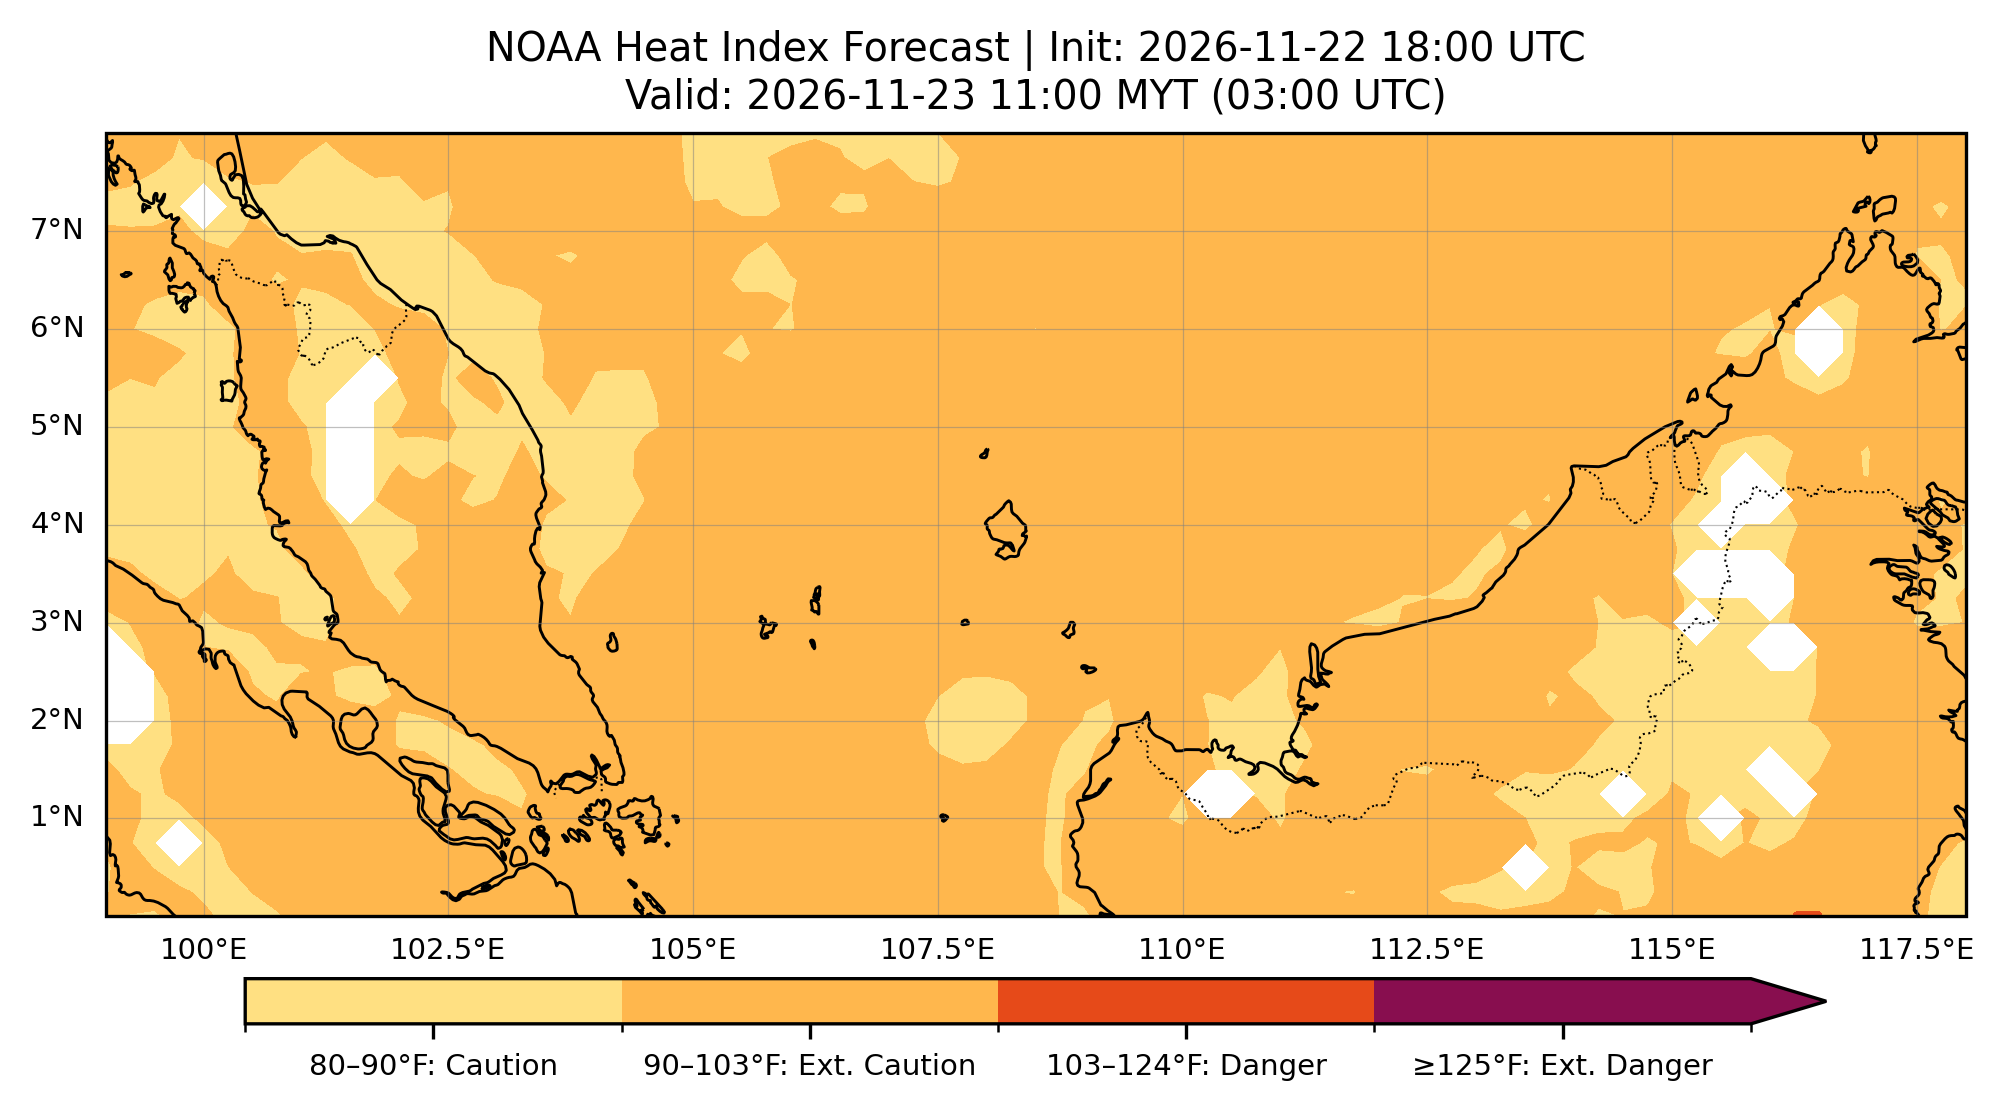 NOAA Heat Index Forecast | Init: 2026-11-22 18:00 UTC
Valid: 2026-11-23 11:00 MYT (03:00 UTC)
7°N
6°N
5°N
4°N
3°N
2°N
1°N
100°E 102.5°E 105°E 107.5°E 110°E 112.5°E 115°E 117.5°E
80–90°F: Caution 90–103°F: Ext. Caution 103–124°F: Danger ≥125°F: Ext. Danger